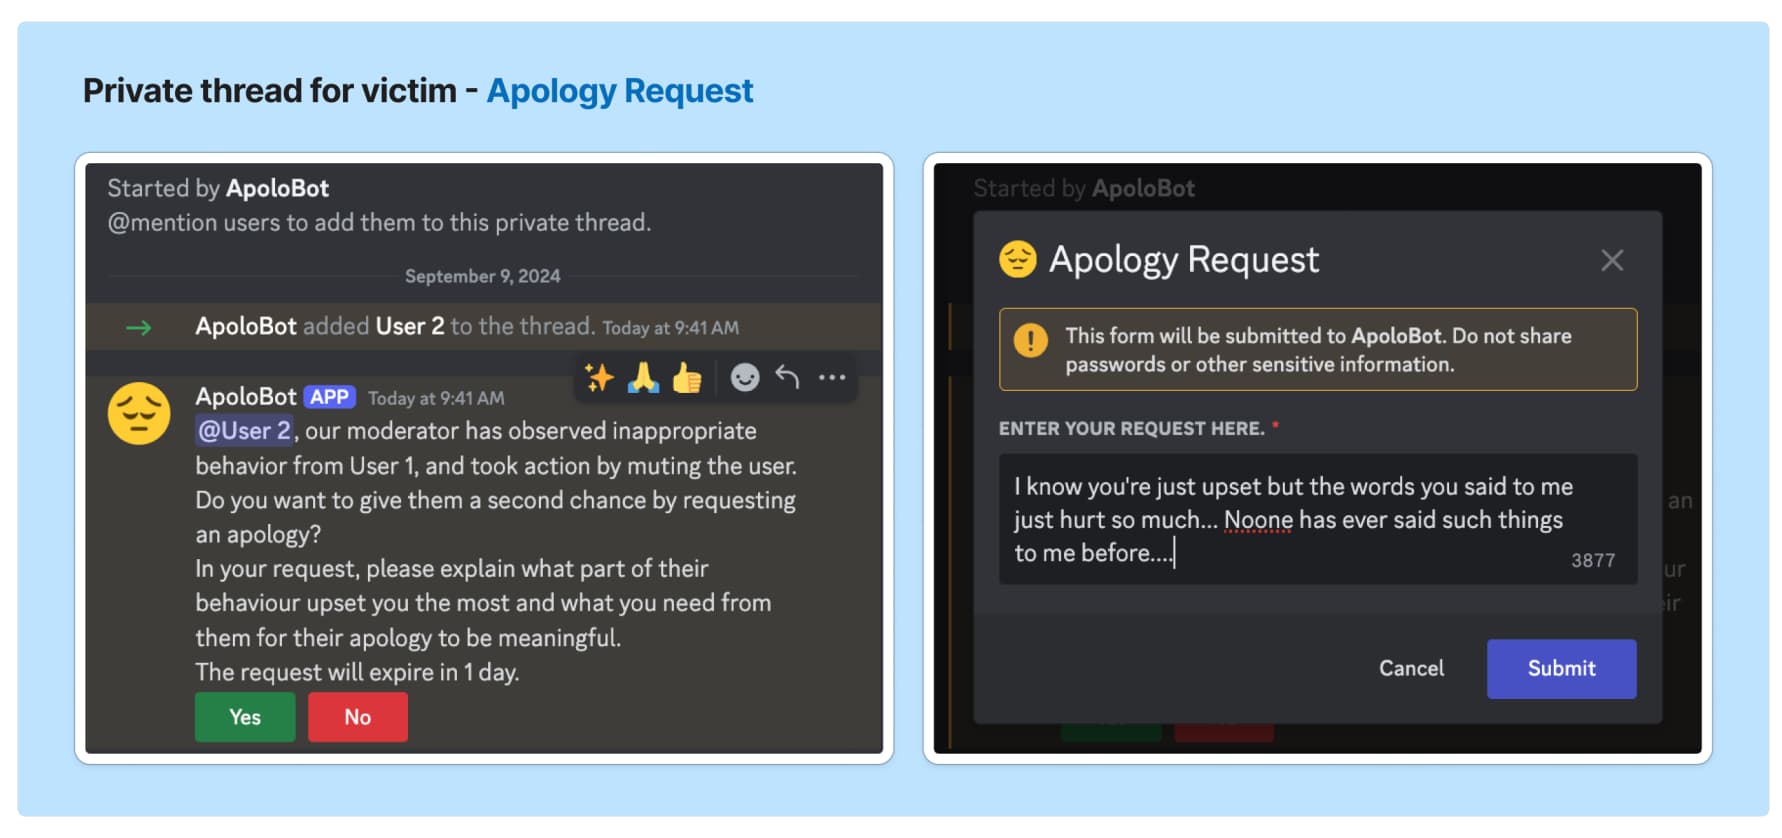 Private thread for victim - Apology Request
Started by ApoloBot
@mention users to add them to this private thread.
September 9, 2024
ApoloBot added User 2 to the thread. Today at 9:41 AM
ApoloBot APP Today at 9:41 AM
@User 2, our moderator has observed inappropriate
behavior from User 1, and took action by muting the user.
Do you want to give them a second chance by requesting
an apology?
In your request, please explain what part of their
behaviour upset you the most and what you need from
them for their apology to be meaningful.
The request will expire in 1 day.
Yes No
Started by ApoloBot
Apology Request
This form will be submitted to ApoloBot. Do not share
passwords or other sensitive information.
ENTER YOUR REQUEST HERE. *
I know you're just upset but the words you said to me
just hurt so much... Noone has ever said such things
to me before....
3877
an
ur
eir
Cancel Submit